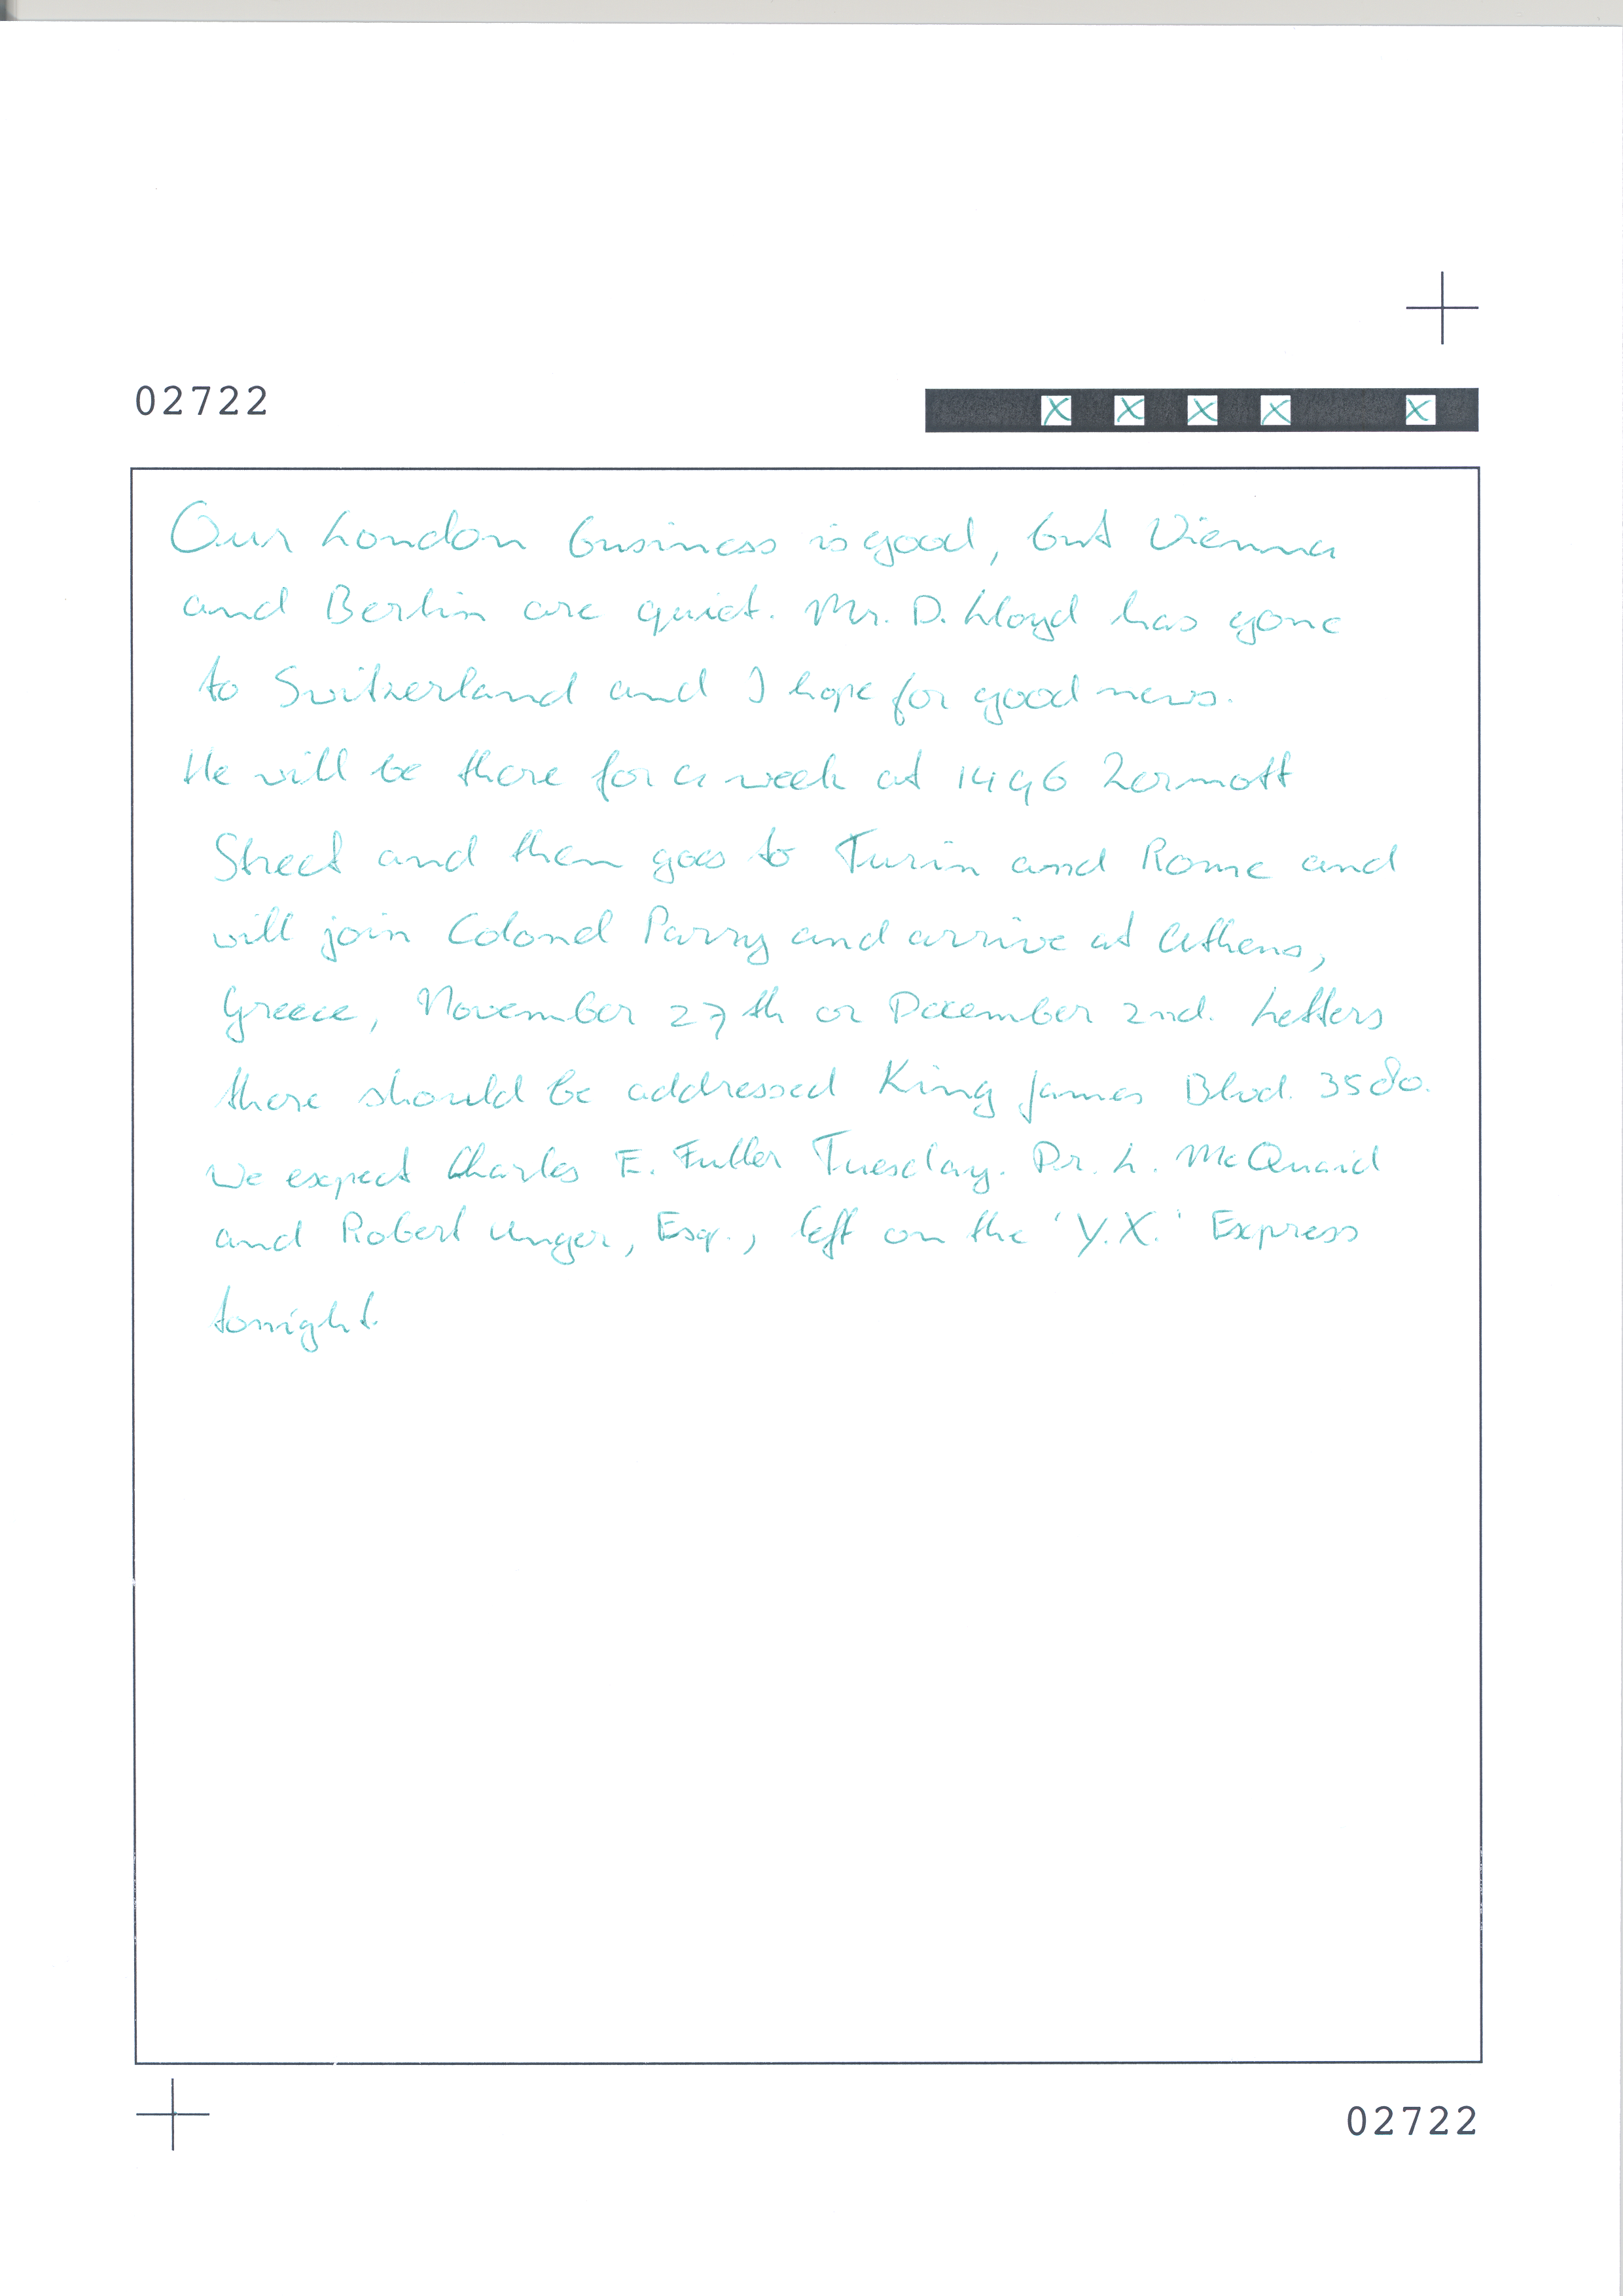 02722
Our London business is good, but Vienna
and Berlin are quiet. Mr. D. Lloyd has gone
to Switzerland and I hope for good news.
He will be there for a week at 1496 Zermott
Street and then goes to Turin and Rome and
will join Colonel Parry and arrive at Athens,
Greece, November 27th or December 2nd. Letters
there should be addressed King James Blvd. 3580.
We expect Charles E. Fuller Tuesday. Dr. L. McQuaid
and Robert Unger, Esq., left on the 'Y.X.' Express
tonight.
02722